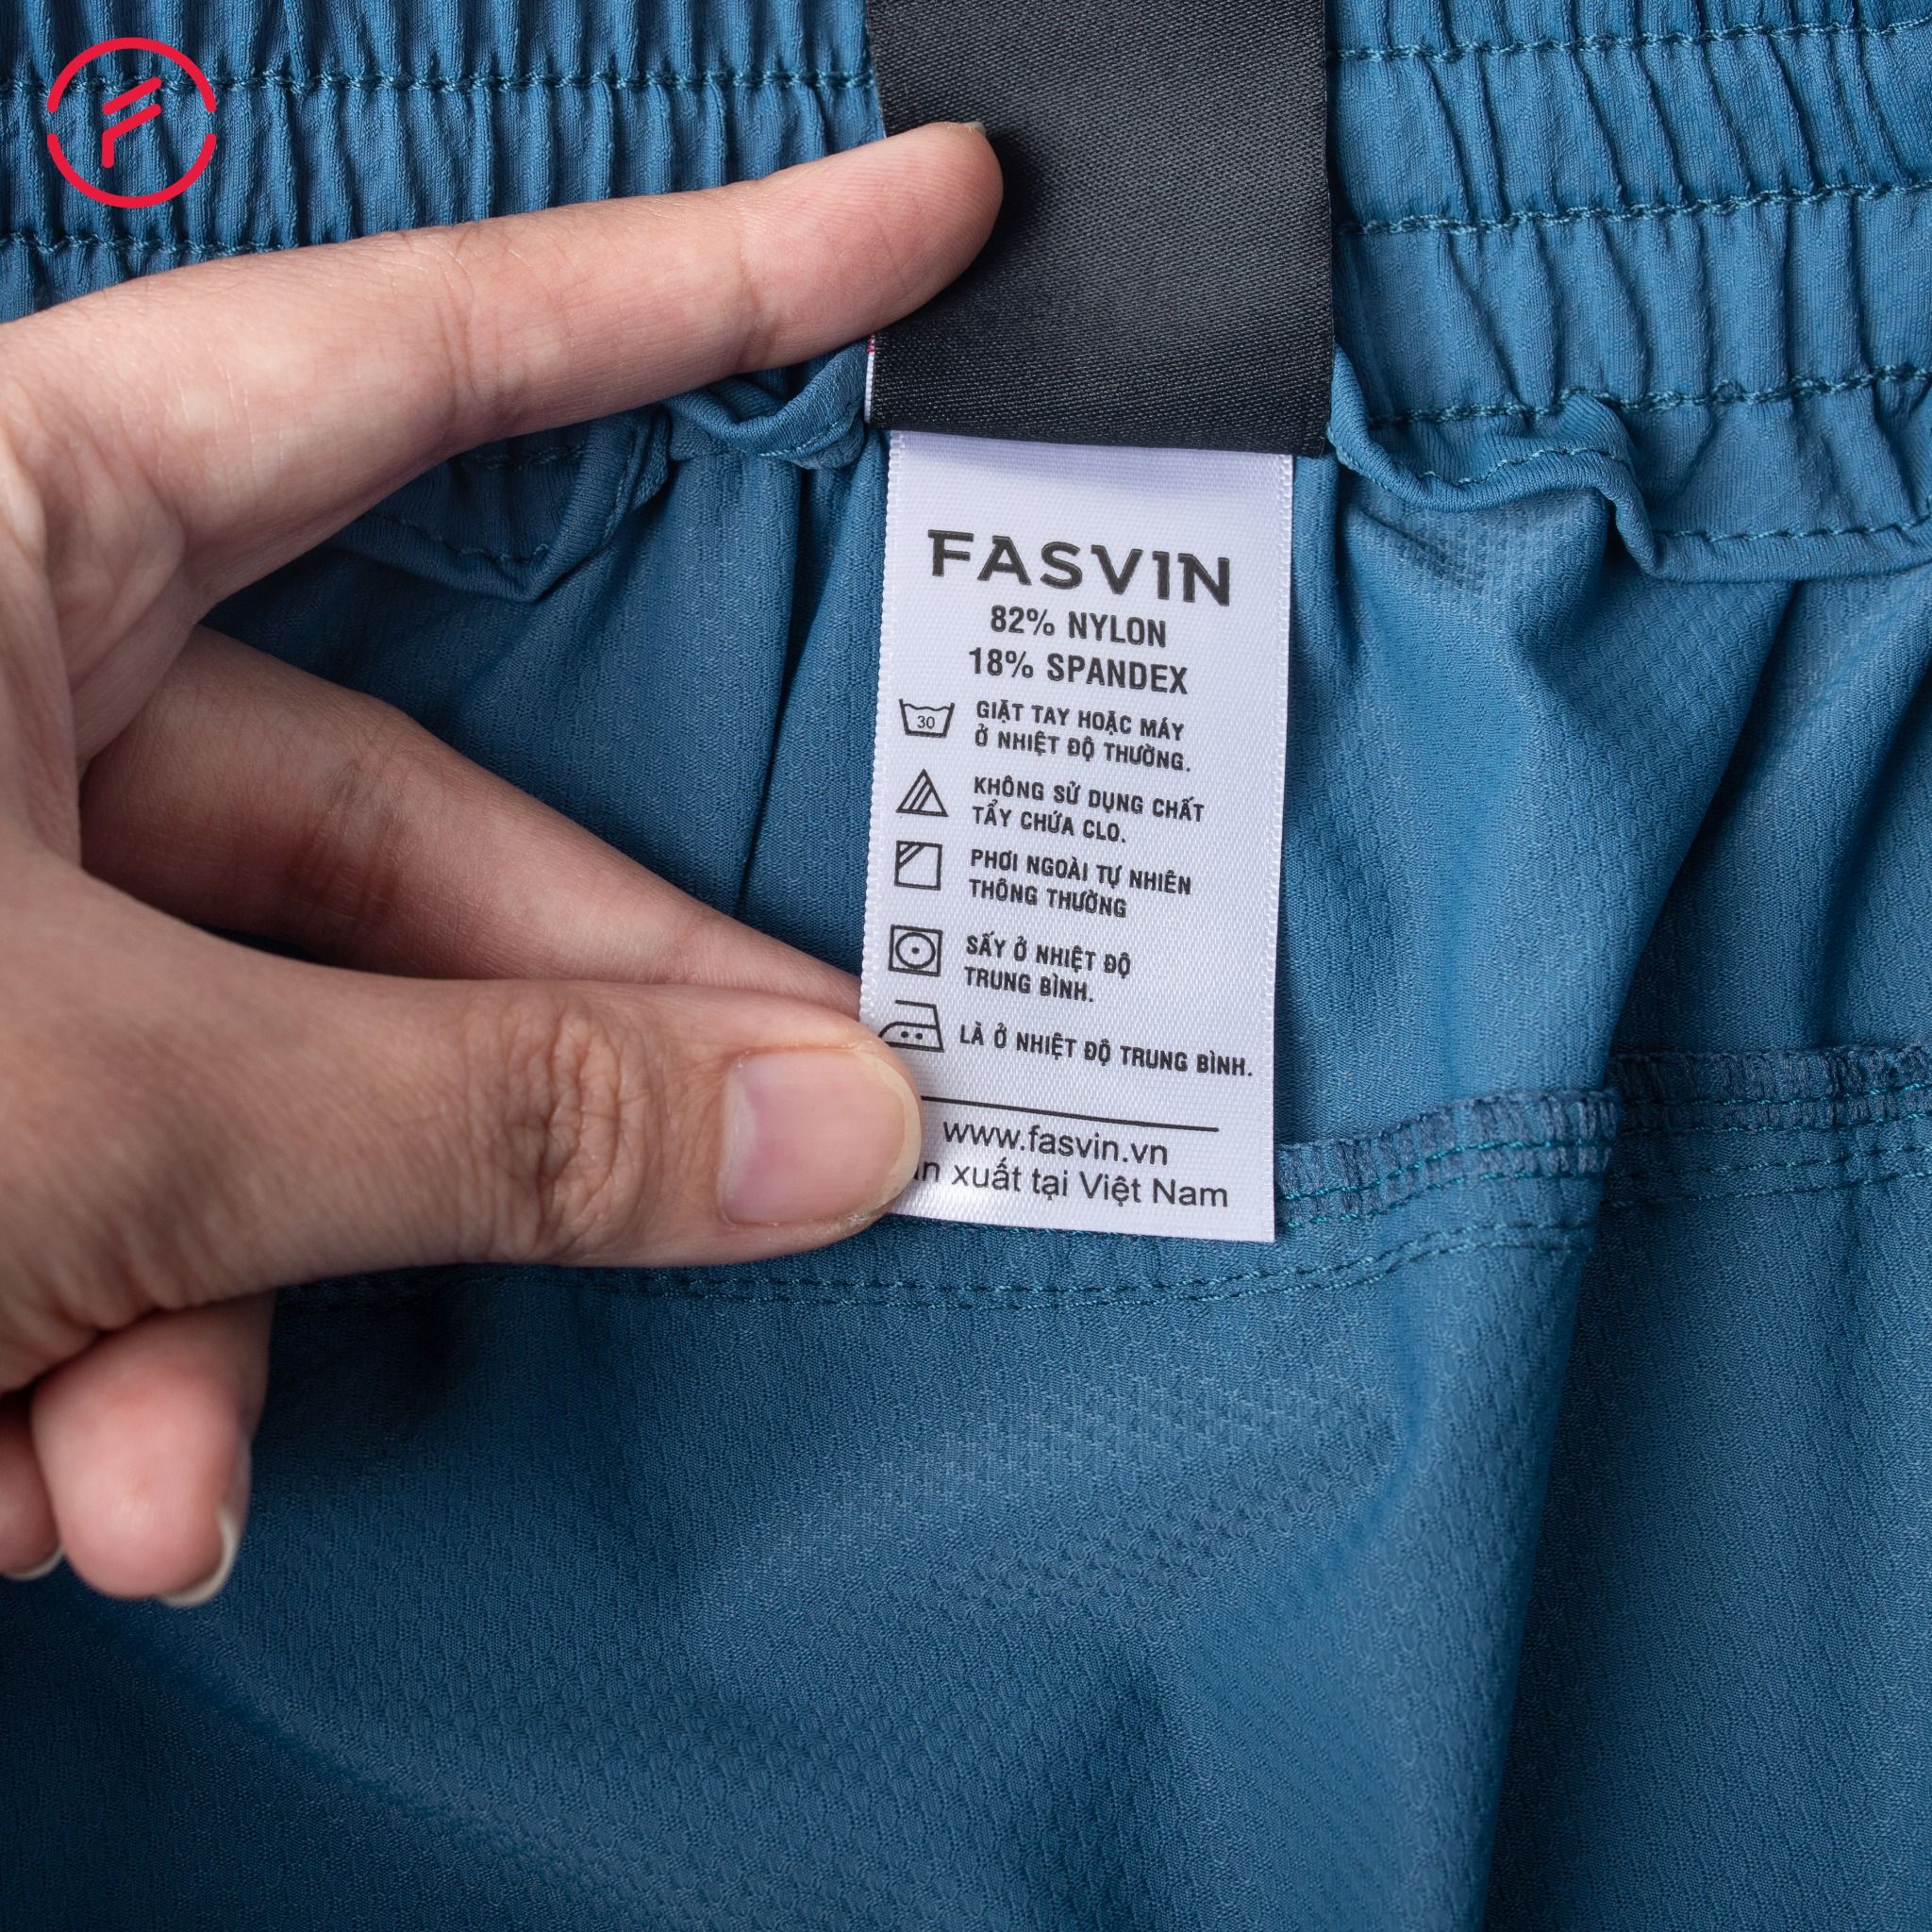 FASVIN
82% NYLON
18% SPANDEX
30
GIẶT TAY HOẶC MÁY
Ở NHIỆT ĐỘ THƯỜNG.
KHÔNG SỬ DỤNG CHẤT
TẨY CHỨA CLO.
PHƠI NGOÀI TỰ NHIÊN
THÔNG THƯỜNG
SẤY Ở NHIỆT ĐỘ
TRUNG BÌNH.
LÀ Ở NHIỆT ĐỘ TRUNG BÌNH.
www.fasvin.vn
xuất tại Việt Nam